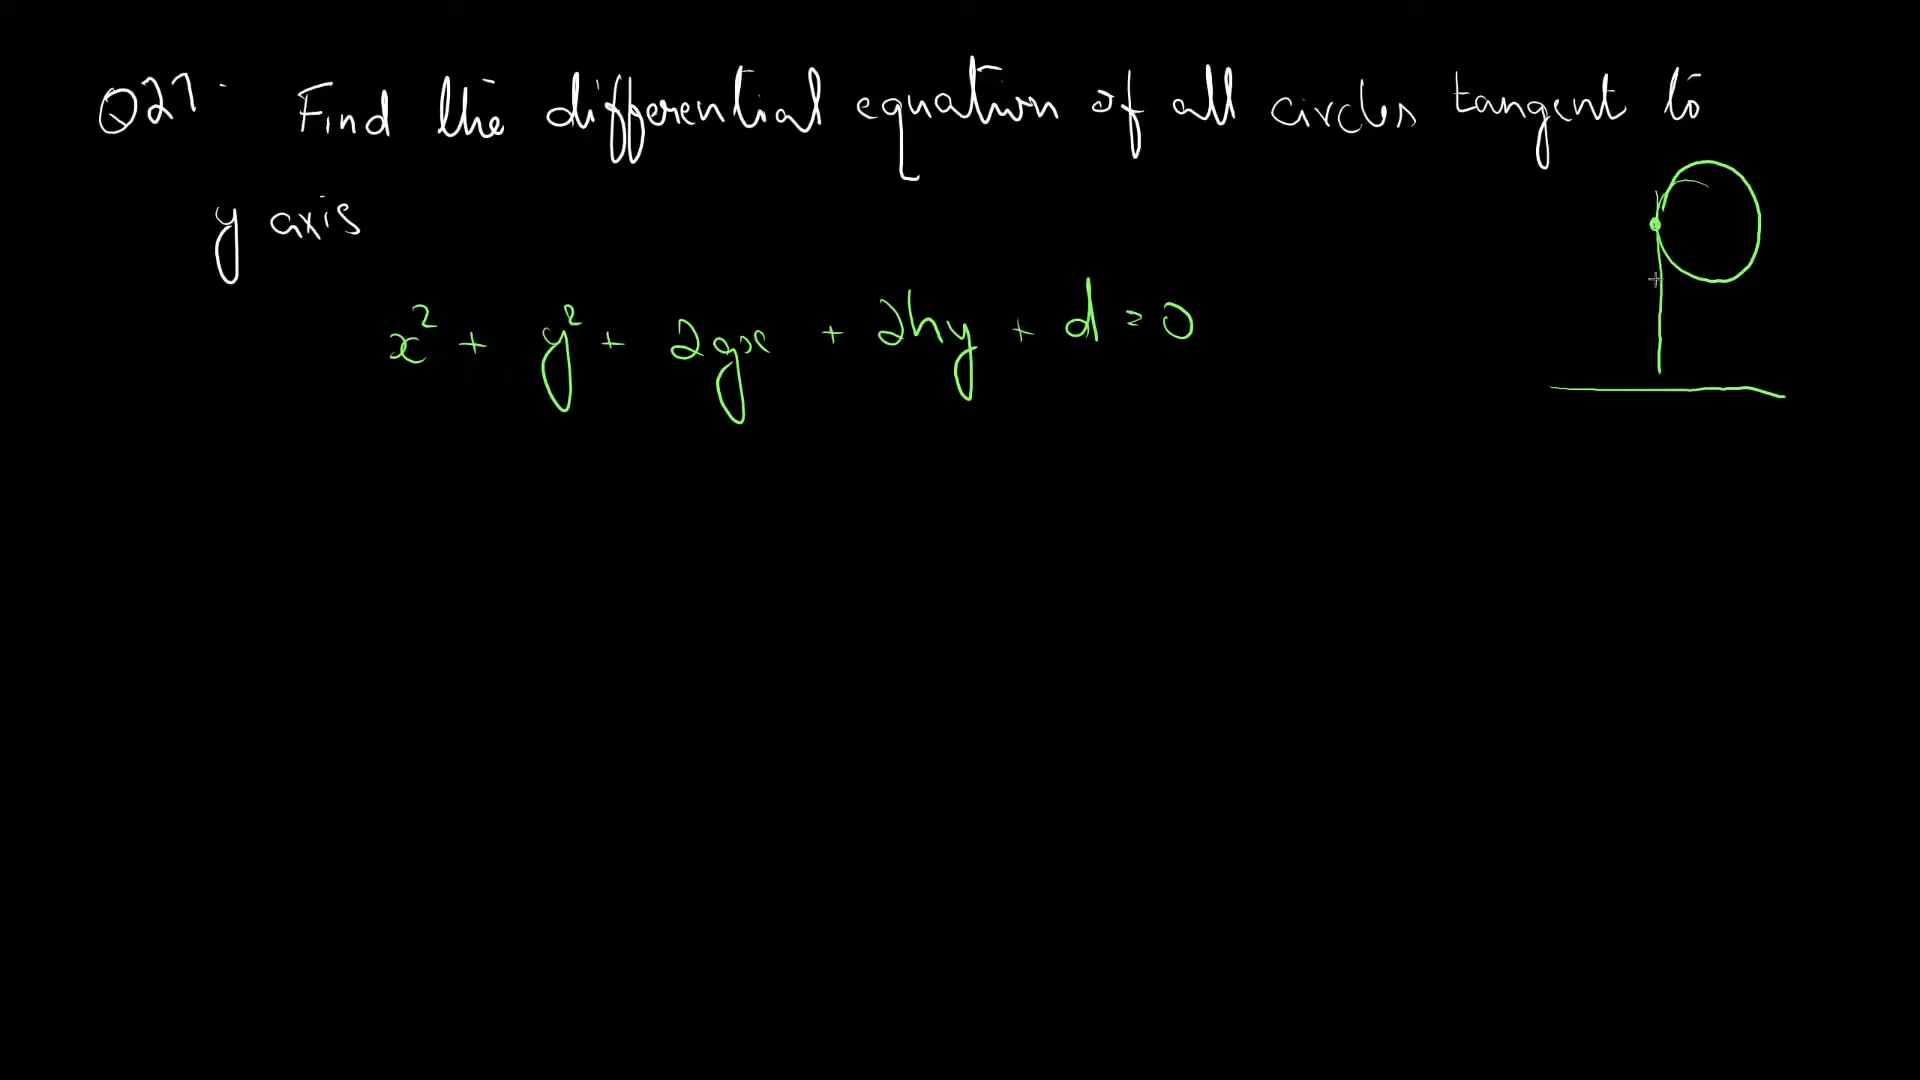 Q27. Find the differential equation of all circles tangent to
y axis
x² + y² + 2gx + 2hy + d = 0